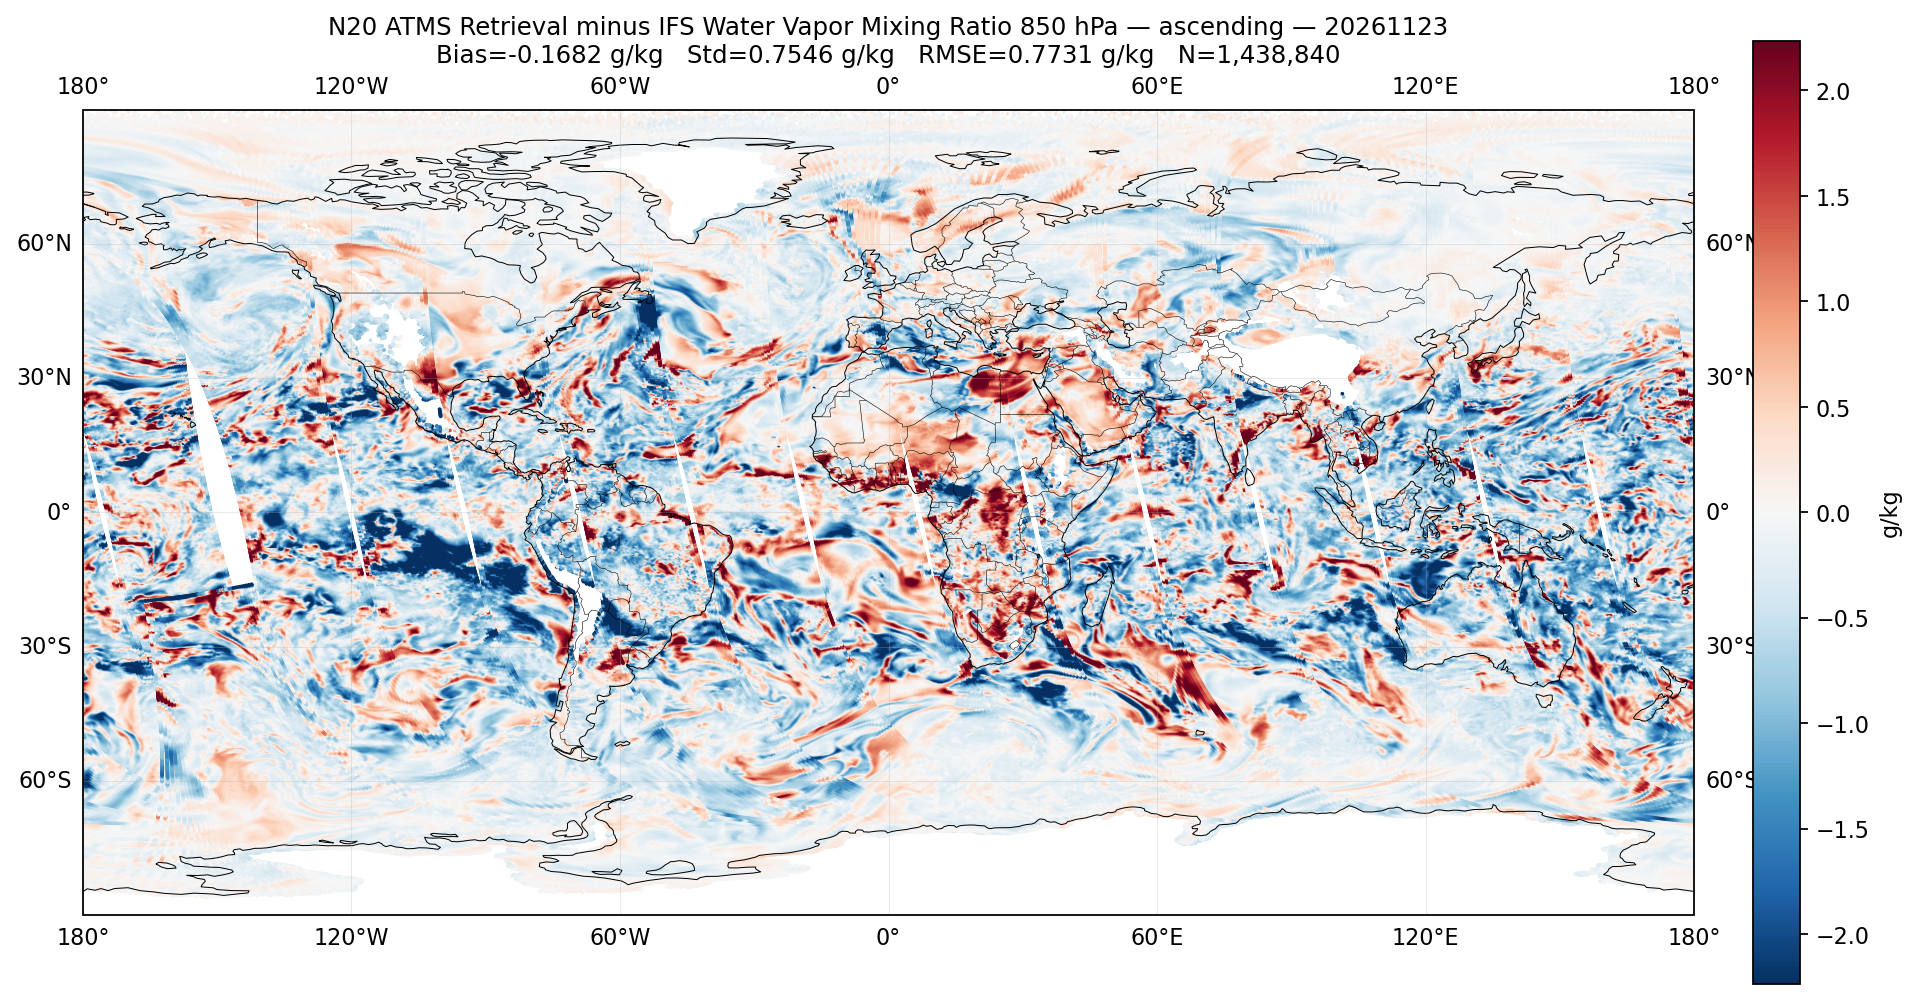 N20 ATMS Retrieval minus IFS Water Vapor Mixing Ratio 850 hPa — ascending — 20261123
Bias=-0.1682 g/kg   Std=0.7546 g/kg   RMSE=0.7731 g/kg   N=1,438,840
180° 120°W 60°W 0° 60°E 120°E 180°
60°N 60°N
30°N 30°N
0° 0°
30°S 30°S
60°S 60°S
180° 120°W 60°W 0° 60°E 120°E 180°
2.0
1.5
1.0
0.5
0.0
−0.5
−1.0
−1.5
−2.0
g/kg